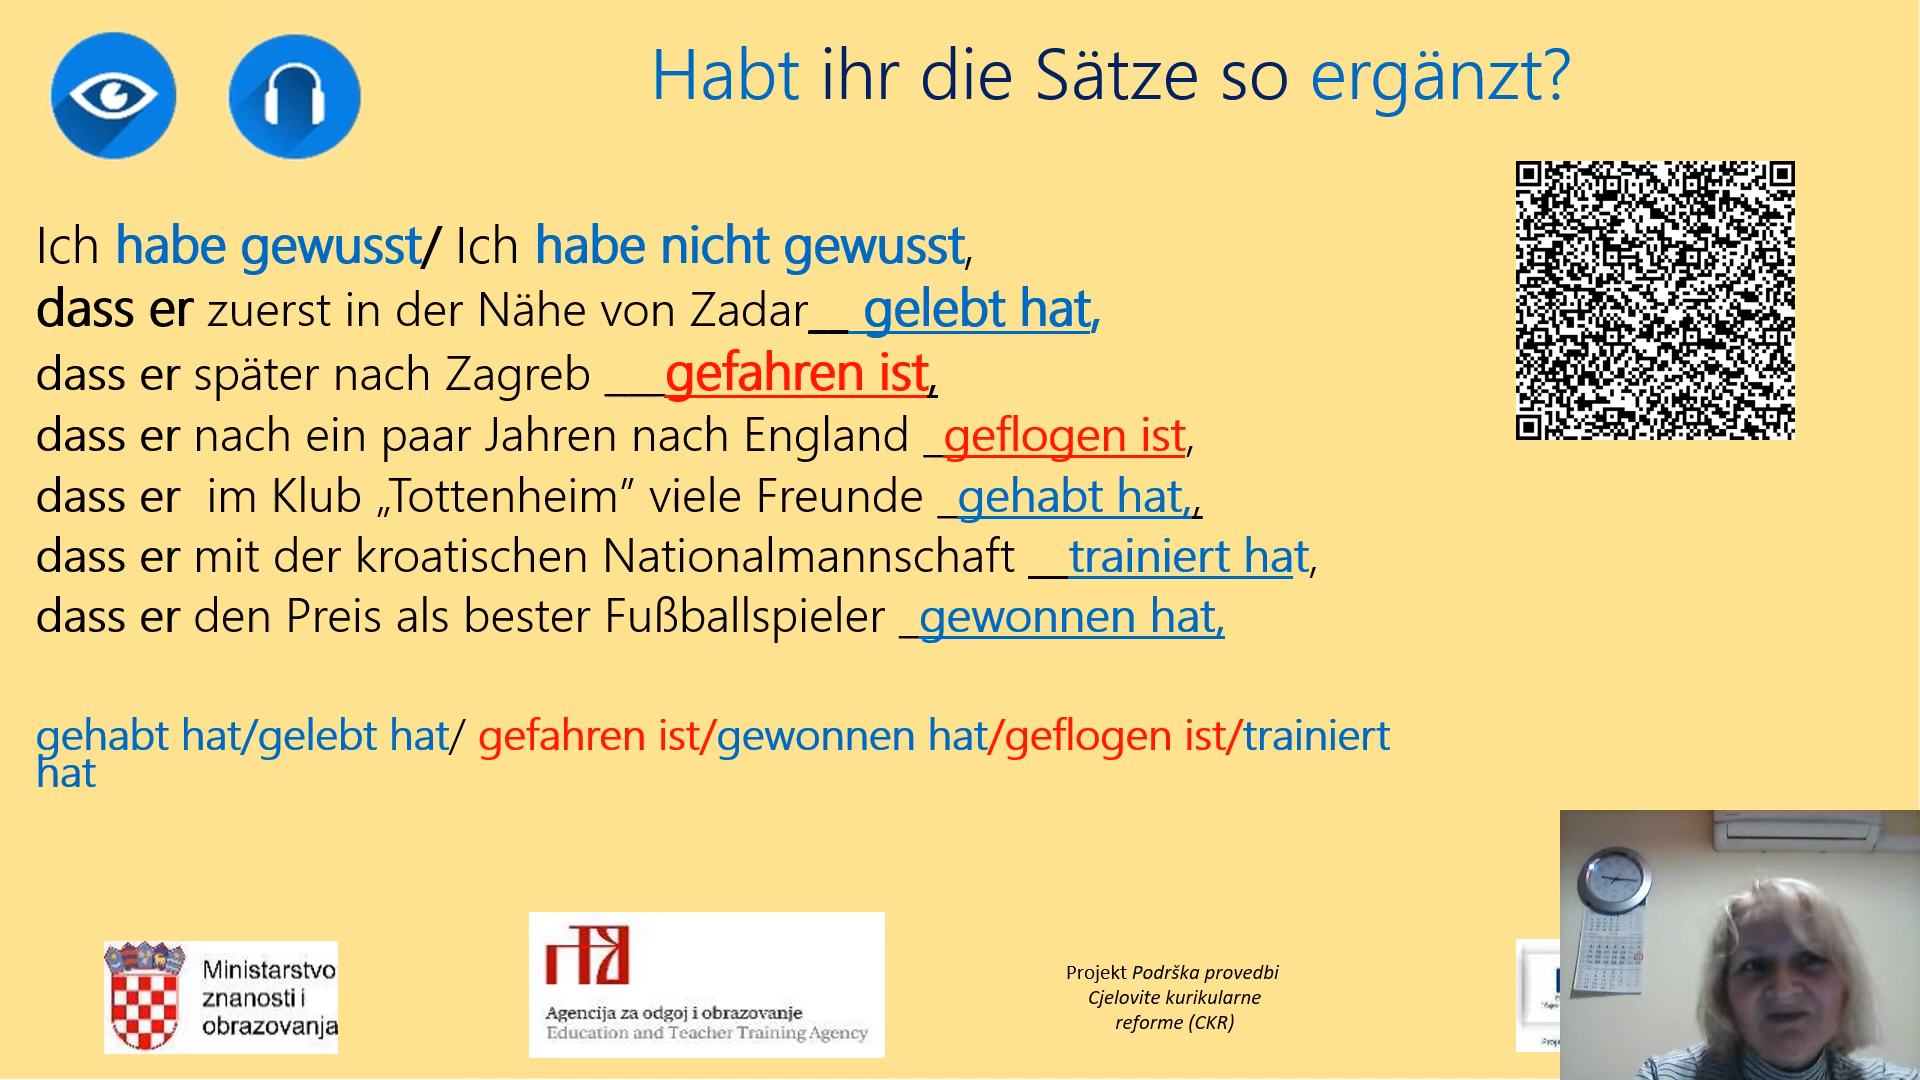 Habt ihr die Sätze so ergänzt?
Ich habe gewusst/ Ich habe nicht gewusst,
dass er zuerst in der Nähe von Zadar__ gelebt hat,
dass er später nach Zagreb ___gefahren ist,
dass er nach ein paar Jahren nach England _geflogen ist,
dass er  im Klub „Tottenheim” viele Freunde _gehabt hat,,
dass er mit der kroatischen Nationalmannschaft __trainiert hat,
dass er den Preis als bester Fußballspieler _gewonnen hat,
gehabt hat/gelebt hat/ gefahren ist/gewonnen hat/geflogen ist/trainiert
hat
Ministarstvo
znanosti i
obrazovanja
Agencija za odgoj i obrazovanje
Education and Teacher Training Agency
Projekt Podrška provedbi
Cjelovite kurikularne
reforme (CKR)